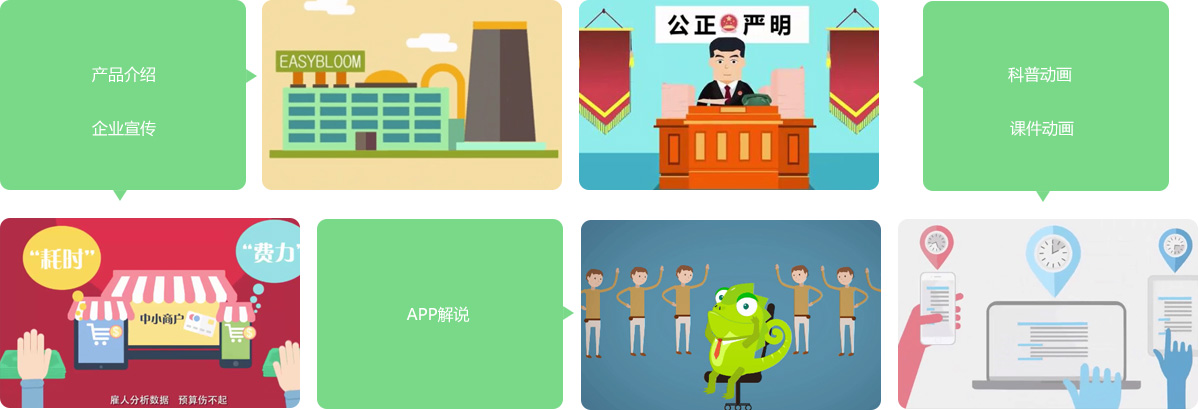 产品介绍
企业宣传
EASYBLOOM
公正 严明
科普动画
课件动画
“耗时”
“费力”
中小商户
雇人分析数据 预算伤不起
APP解说